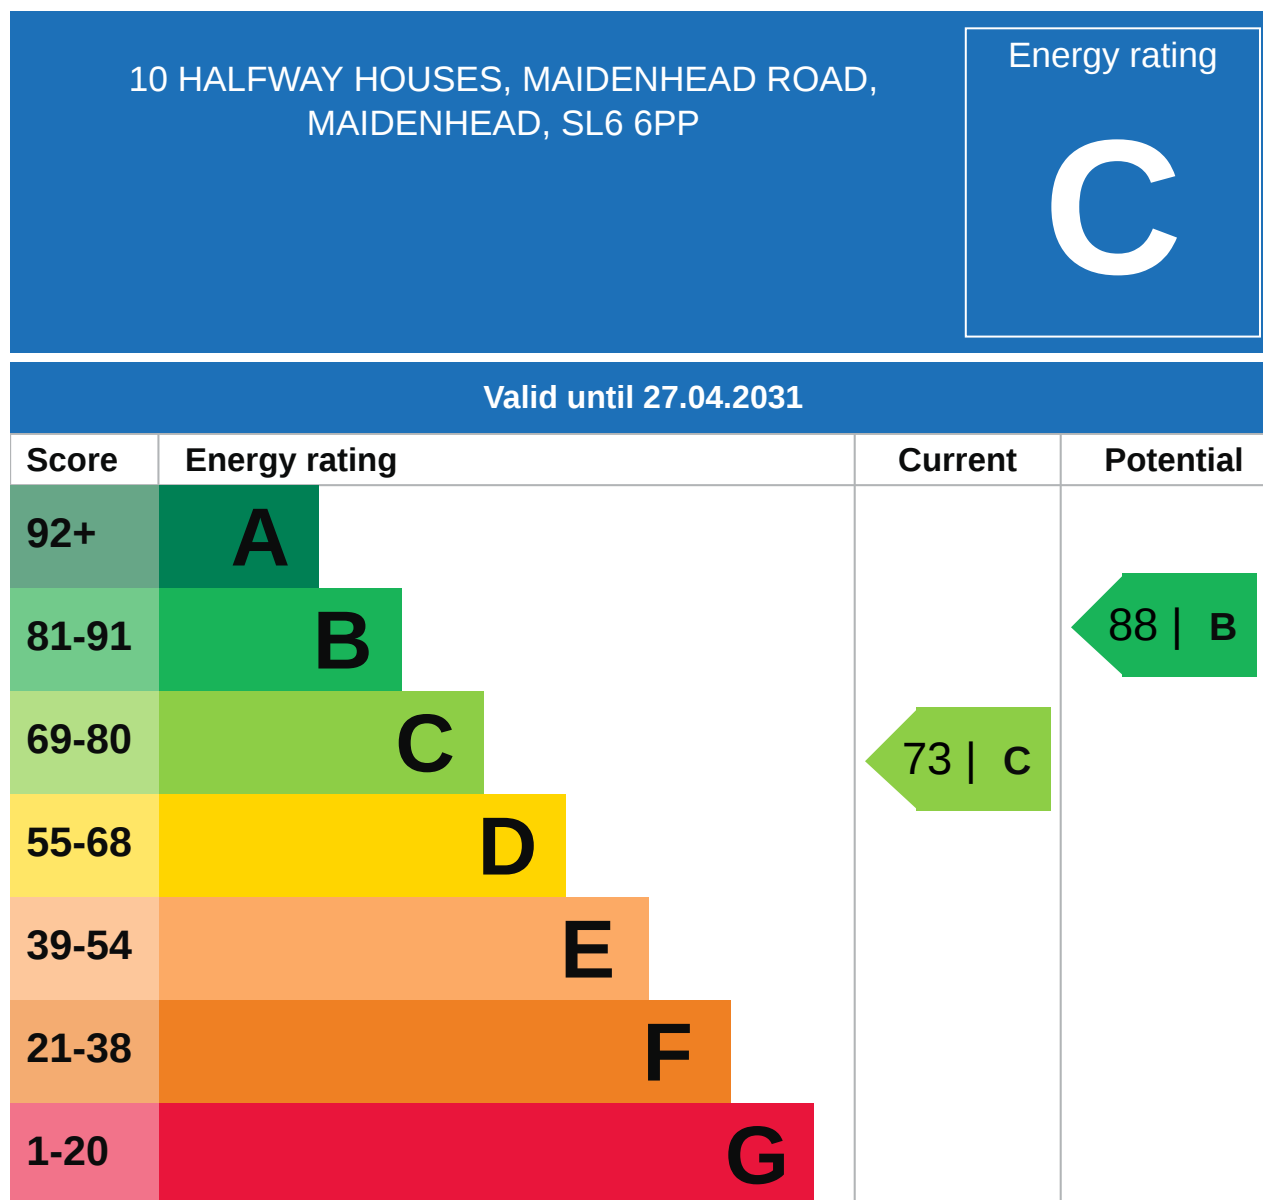 10 HALFWAY HOUSES, MAIDENHEAD ROAD,
MAIDENHEAD, SL6 6PP
Energy rating
C
Valid until 27.04.2031
Score Energy rating Current Potential
92+ A
81-91 B 88 | B
69-80 C 73 | C
55-68 D
39-54 E
21-38 F
1-20 G